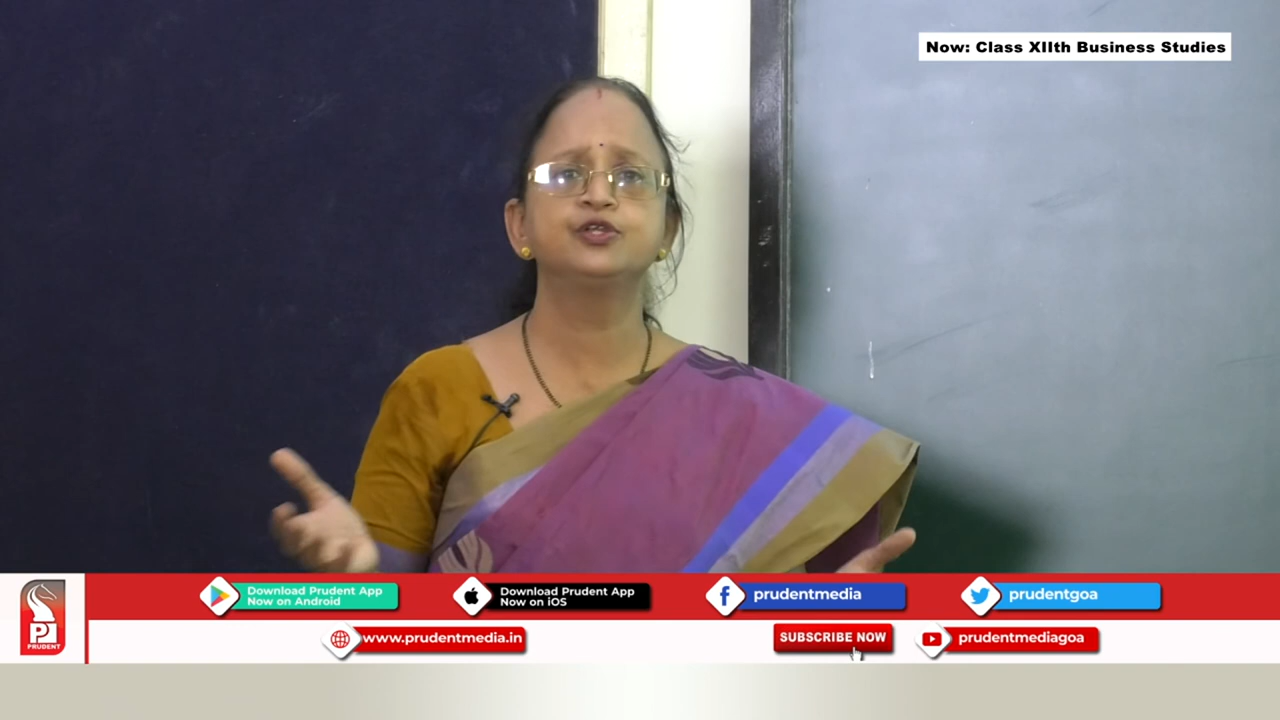 Now: Class XIIth Business Studies
Download Prudent App
Now on Android
Download Prudent App
Now on iOS
prudentmedia
prudentgoa
PRUDENT
www.prudentmedia.in
SUBSCRIBE NOW
prudentmediagoa